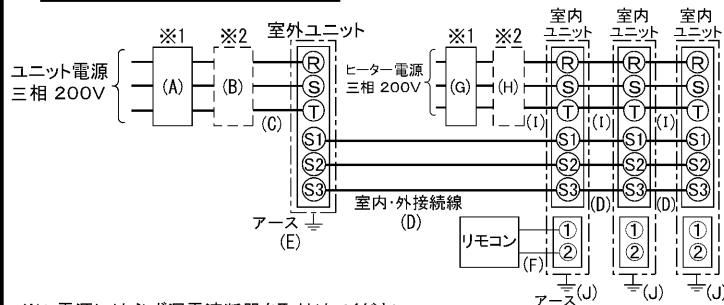 ※1 ※2 室外ユニット
ユニット電源
三相 200V
(A) (B) (C)
R
S
T
S1
S2
S3
アース
(E)
室内・外接続線
(D)
※1 ※2
ヒーター電源
三相 200V
(G) (H) (I) (I) (I)
室内 室内 室内
ユニット ユニット ユニット
R R R
S S S
T T T
S1 S1 S1
S2 S2 S2
S3 S3 S3
(D) (D)
リモコン
(F)
① ① ①
② ② ②
アース (J) (J) (J